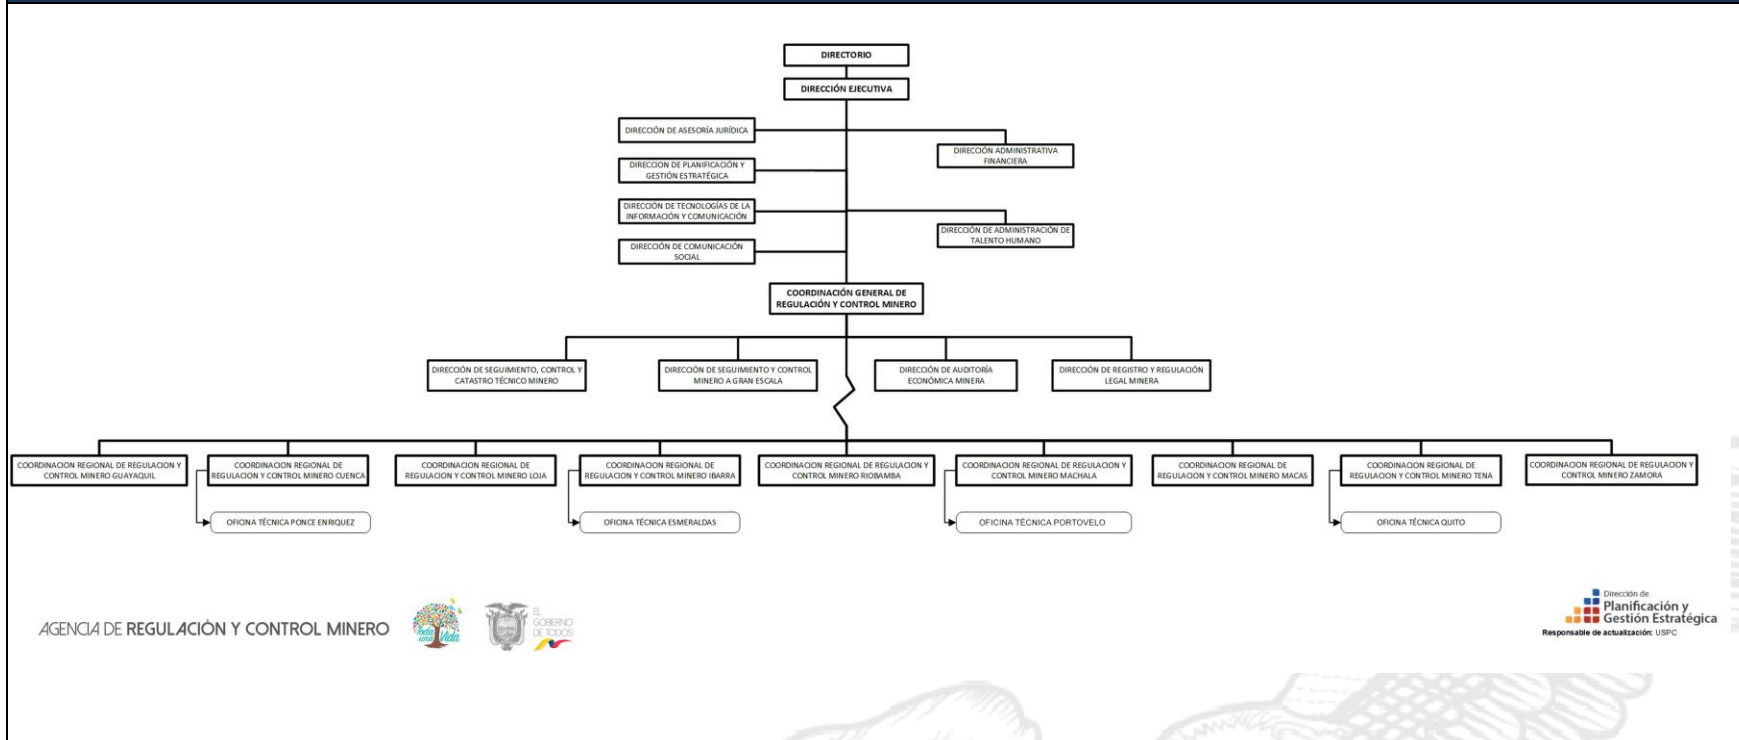 DIRECTORIO
DIRECCIÓN EJECUTIVA
DIRECCIÓN DE ASESORÍA JURÍDICA
DIRECCIÓN ADMINISTRATIVA
FINANCIERA
DIRECCION DE PLANIFICACIÓN Y
GESTIÓN ESTRATÉGICA
DIRECCIÓN DE TECNOLOGÍAS DE LA
INFORMACIÓN Y COMUNICACIÓN
DIRECCIÓN DE ADMINISTRACIÓN DE
TALENTO HUMANO
DIRECCIÓN DE COMUNICACIÓN
SOCIAL
COORDINACIÓN GENERAL DE
REGULACIÓN Y CONTROL MINERO
DIRECCIÓN DE SEGUIMIENTO, CONTROL Y
CATASTRO TÉCNICO MINERO
DIRECCIÓN DE SEGUIMIENTO Y CONTROL
MINERO A GRAN ESCALA
DIRECCIÓN DE AUDITORÍA
ECONÓMICA MINERA
DIRECCIÓN DE REGISTRO Y REGULACIÓN
LEGAL MINERA
COORDINACION REGIONAL DE REGULACION Y
CONTROL MINERO GUAYAQUIL
COORDINACION REGIONAL DE
REGULACION Y CONTROL MINERO CUENCA
COORDINACION REGIONAL DE
REGULACION Y CONTROL MINERO LOJA
COORDINACION REGIONAL DE
REGULACION Y CONTROL MINERO IBARRA
COORDINACION REGIONAL DE REGULACION Y
CONTROL MINERO RIOBAMBA
COORDINACION REGIONAL DE REGULACION Y
CONTROL MINERO MACHALA
COORDINACION REGIONAL DE
REGULACION Y CONTROL MINERO MACAS
COORDINACION REGIONAL DE
REGULACION Y CONTROL MINERO TENA
COORDINACION REGIONAL DE REGULACION Y
CONTROL MINERO ZAMORA
OFICINA TÉCNICA PONCE ENRIQUEZ
OFICINA TÉCNICA ESMERALDAS
OFICINA TÉCNICA PORTOVELO
OFICINA TÉCNICA QUITO
AGENCIA DE REGULACIÓN Y CONTROL MINERO
Toda
una Vida
EL
GOBIERNO
DE TODOS
Dirección de
Planificación y
Gestión Estratégica
Responsable de actualización: USPC